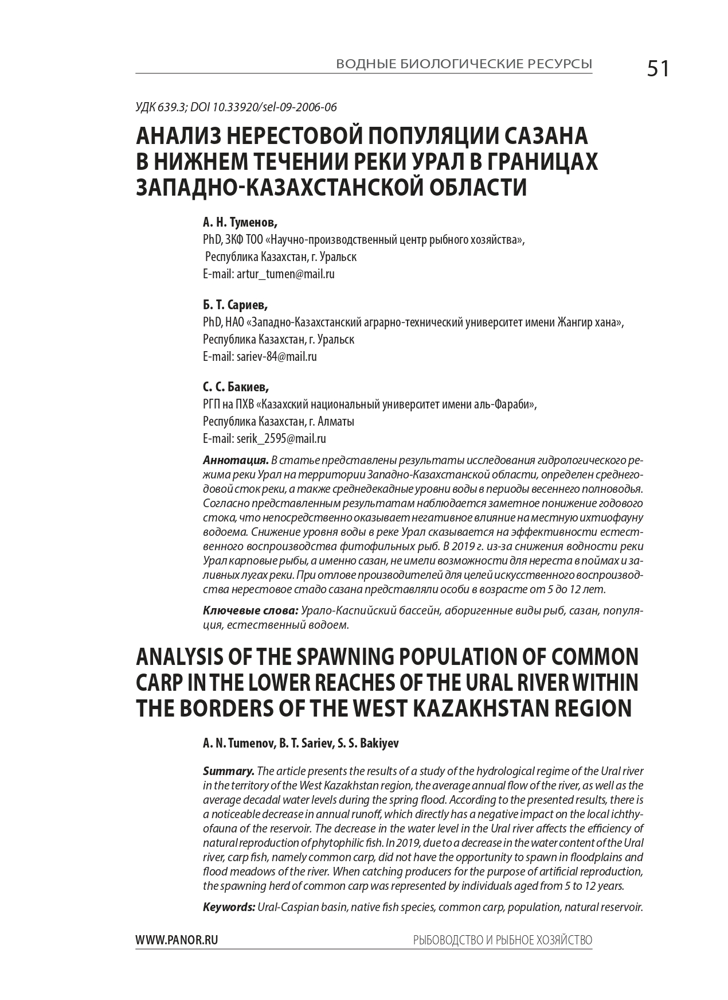 ВОДНЫЕ БИОЛОГИЧЕСКИЕ РЕСУРСЫ
51
УДК 639.3; DOI 10.33920/sel-09-2006-06
АНАЛИЗ НЕРЕСТОВОЙ ПОПУЛЯЦИИ САЗАНА
В НИЖНЕМ ТЕЧЕНИИ РЕКИ УРАЛ В ГРАНИЦАХ
ЗАПАДНО-КАЗАХСТАНСКОЙ ОБЛАСТИ
А. Н. Туменов,
PhD, ЗКФ ТОО «Научно-производственный центр рыбного хозяйства»,
Республика Казахстан, г. Уральск
E-mail: artur_tumen@mail.ru
Б. Т. Сариев,
PhD, НАО «Западно-Казахстанский аграрно-технический университет имени Жангир хана»,
Республика Казахстан, г. Уральск
E-mail: sariev-84@mail.ru
С. С. Бакиев,
РГП на ПХВ «Казахский национальный университет имени аль-Фараби»,
Республика Казахстан, г. Алматы
E-mail: serik_2595@mail.ru
Аннотация. В статье представлены результаты исследования гидрологического ре-
жима реки Урал на территории Западно-Казахстанской области, определен среднего-
довой сток реки, а также среднедекадные уровни воды в периоды весеннего полноводья.
Согласно представленным результатам наблюдается заметное понижение годового
стока, что непосредственно оказывает негативное влияние на местную ихтиофауну
водоема. Снижение уровня воды в реке Урал сказывается на эффективности естест-
венного воспроизводства фитофильных рыб. В 2019 г. из-за снижения водности реки
Урал карповые рыбы, а именно сазан, не имели возможности для нереста в поймах и за-
ливных лугах реки. При отлове производителей для целей искусственного воспроизвод-
ства нерестовое стадо сазана представляли особи в возрасте от 5 до 12 лет.
Ключевые слова: Урало-Каспийский бассейн, аборигенные виды рыб, сазан, популя-
ция, естественный водоем.
ANALYSIS OF THE SPAWNING POPULATION OF COMMON
CARP IN THE LOWER REACHES OF THE URAL RIVER WITHIN
THE BORDERS OF THE WEST KAZAKHSTAN REGION
A. N. Tumenov, B. T. Sariev, S. S. Bakiyev
Summary. The article presents the results of a study of the hydrological regime of the Ural river
in the territory of the West Kazakhstan region, the average annual flow of the river, as well as the
average decadal water levels during the spring flood. According to the presented results, there is
a noticeable decrease in annual runoff, which directly has a negative impact on the local ichthy-
ofauna of the reservoir. The decrease in the water level in the Ural river affects the efficiency of
natural reproduction of phytophilic fish. In 2019, due to a decrease in the water content of the Ural
river, carp fish, namely common carp, did not have the opportunity to spawn in floodplains and
flood meadows of the river. When catching producers for the purpose of artificial reproduction,
the spawning herd of common carp was represented by individuals aged from 5 to 12 years.
Keywords: Ural-Caspian basin, native fish species, common carp, population, natural reservoir.
WWW.PANOR.RU
РЫБОВОДСТВО И РЫБНОЕ ХОЗЯЙСТВО